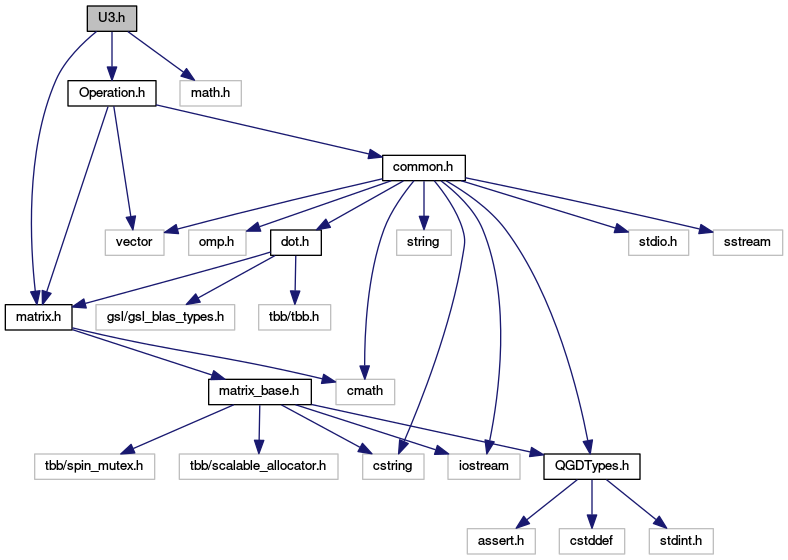 U3.h
Operation.h
math.h
common.h
vector
omp.h
dot.h
string
stdio.h
sstream
matrix.h
gsl/gsl_blas_types.h
tbb/tbb.h
matrix_base.h
cmath
tbb/spin_mutex.h
tbb/scalable_allocator.h
cstring
iostream
QGDTypes.h
assert.h
cstddef
stdint.h